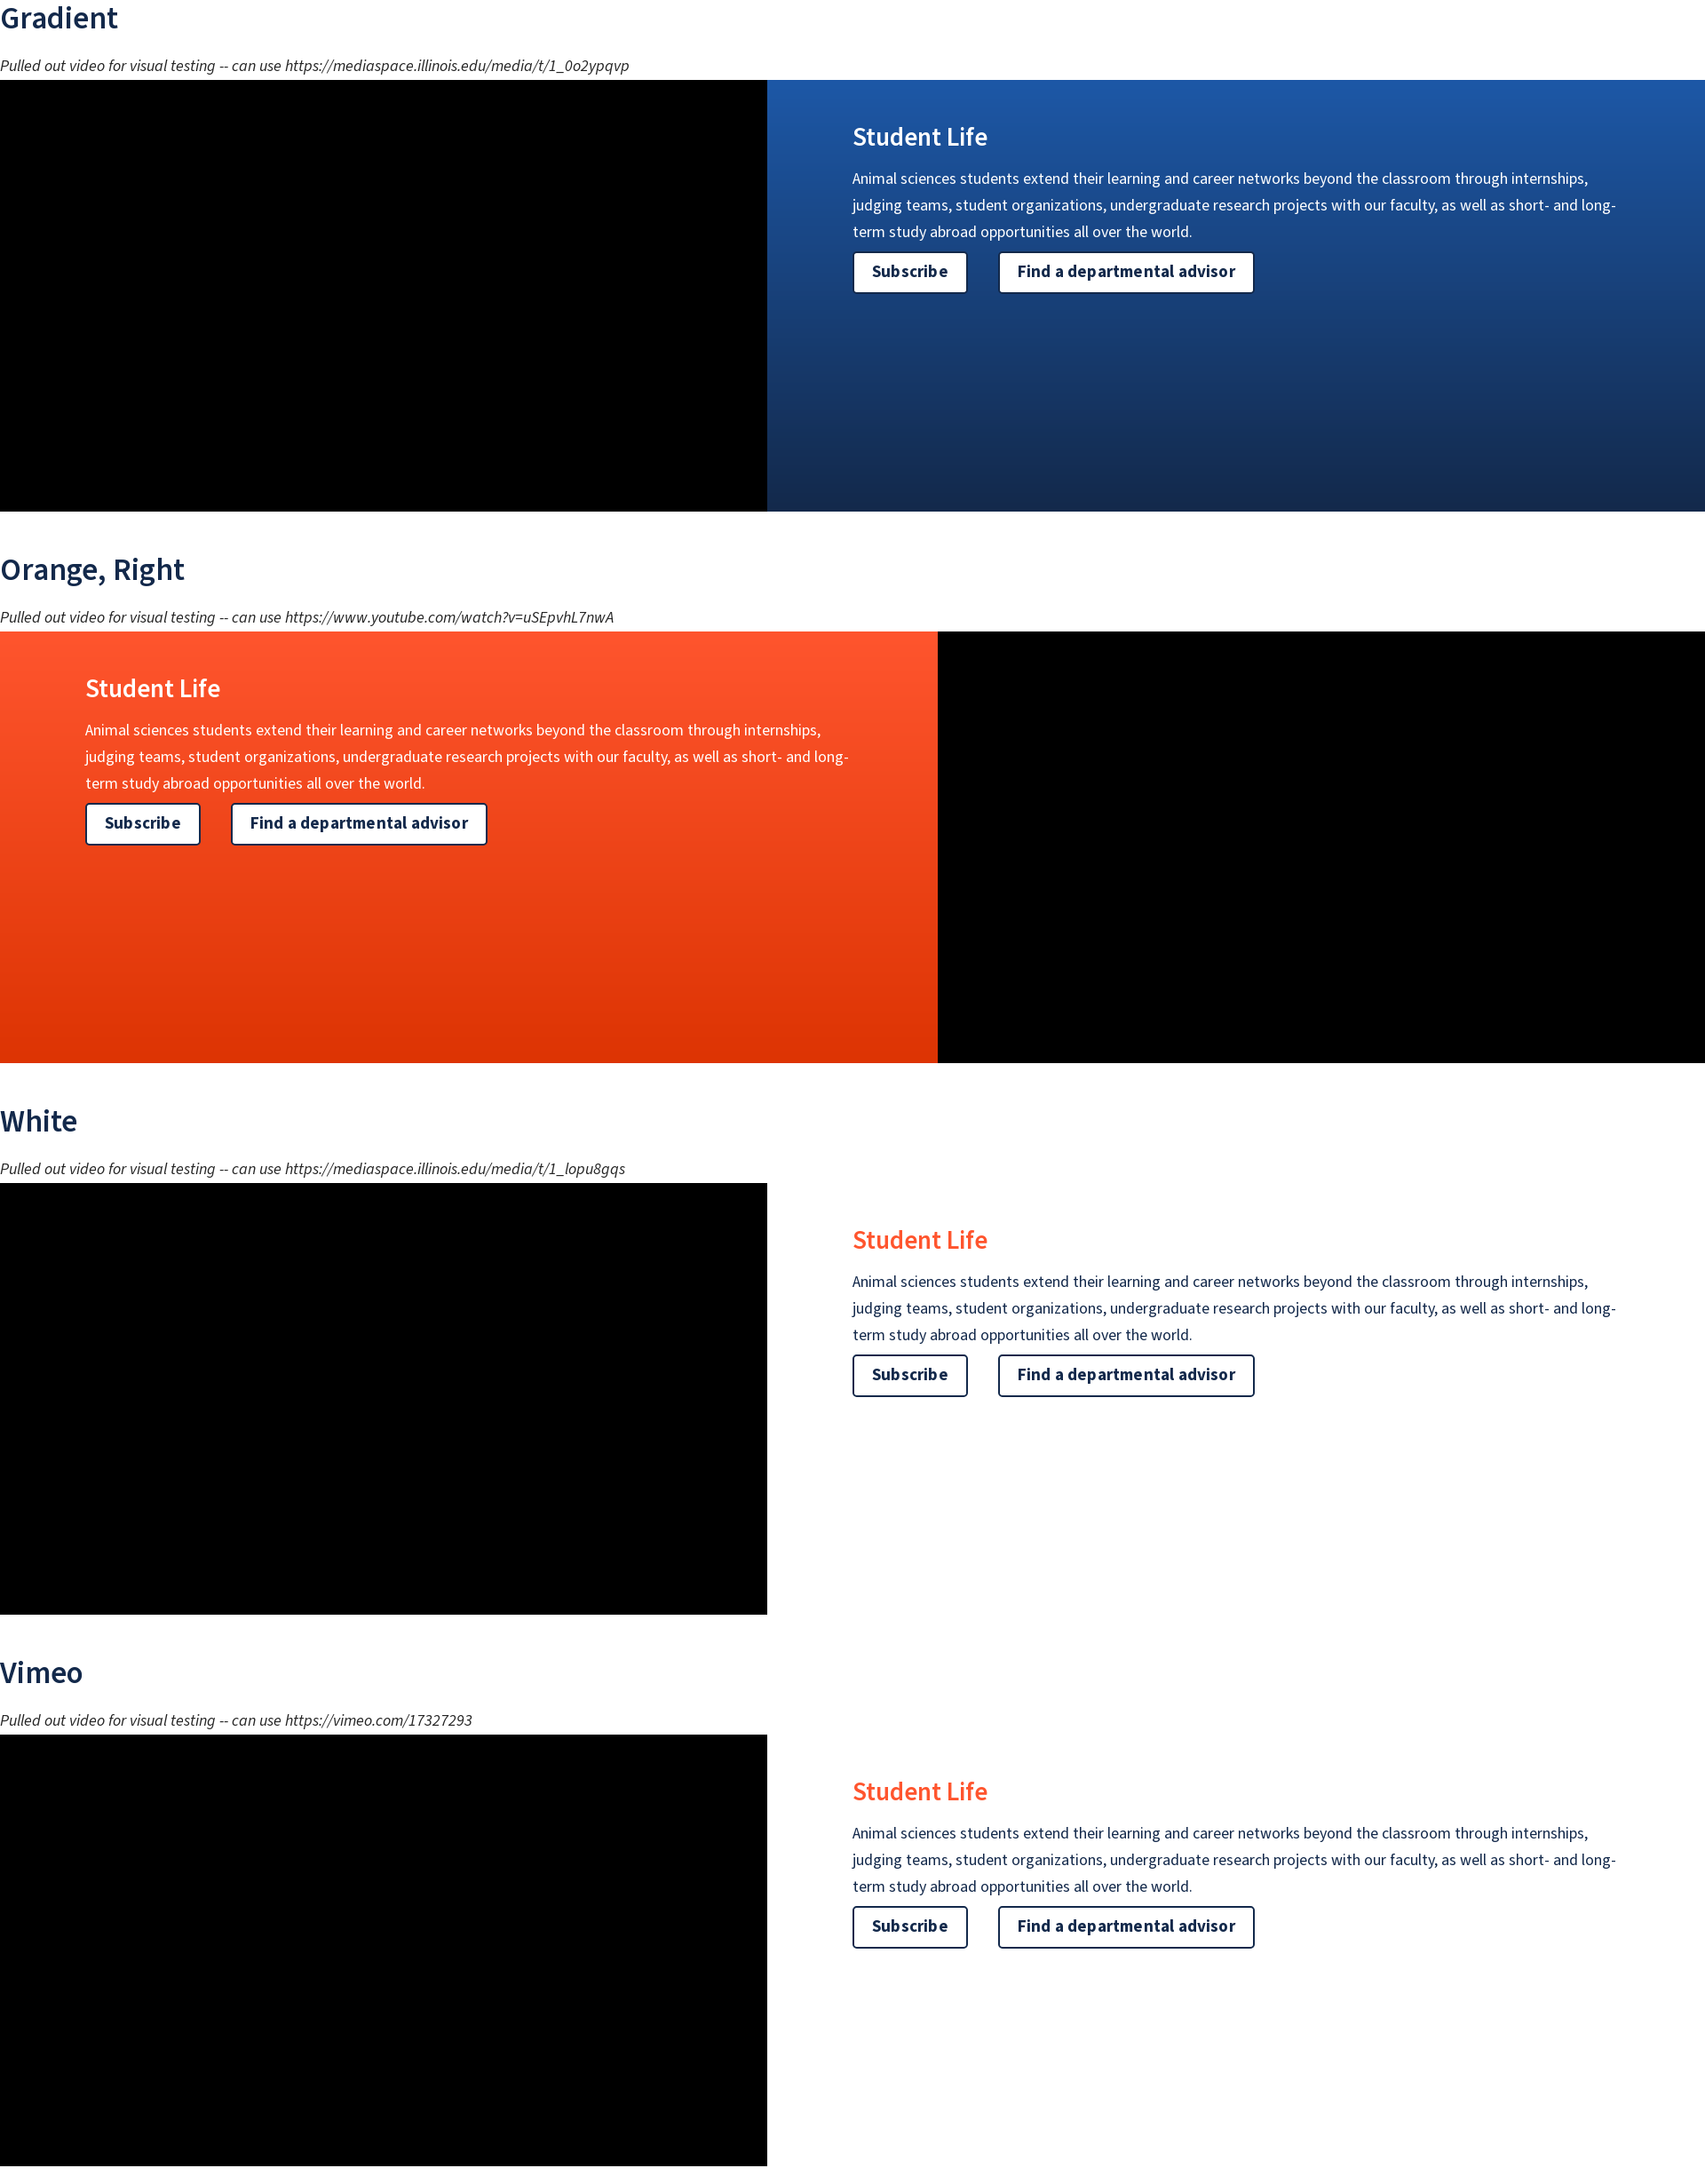 Gradient
Pulled out video for visual testing -- can use https://mediaspace.illinois.edu/media/t/1_0o2ypqvp
Student Life
Animal sciences students extend their learning and career networks beyond the classroom through internships,
judging teams, student organizations, undergraduate research projects with our faculty, as well as short- and long-
term study abroad opportunities all over the world.
Subscribe
Find a departmental advisor
Orange, Right
Pulled out video for visual testing -- can use https://www.youtube.com/watch?v=uSEpvhL7nwA
Student Life
Animal sciences students extend their learning and career networks beyond the classroom through internships,
judging teams, student organizations, undergraduate research projects with our faculty, as well as short- and long-
term study abroad opportunities all over the world.
Subscribe
Find a departmental advisor
White
Pulled out video for visual testing -- can use https://mediaspace.illinois.edu/media/t/1_lopu8gqs
Student Life
Animal sciences students extend their learning and career networks beyond the classroom through internships,
judging teams, student organizations, undergraduate research projects with our faculty, as well as short- and long-
term study abroad opportunities all over the world.
Subscribe
Find a departmental advisor
Vimeo
Pulled out video for visual testing -- can use https://vimeo.com/17327293
Student Life
Animal sciences students extend their learning and career networks beyond the classroom through internships,
judging teams, student organizations, undergraduate research projects with our faculty, as well as short- and long-
term study abroad opportunities all over the world.
Subscribe
Find a departmental advisor